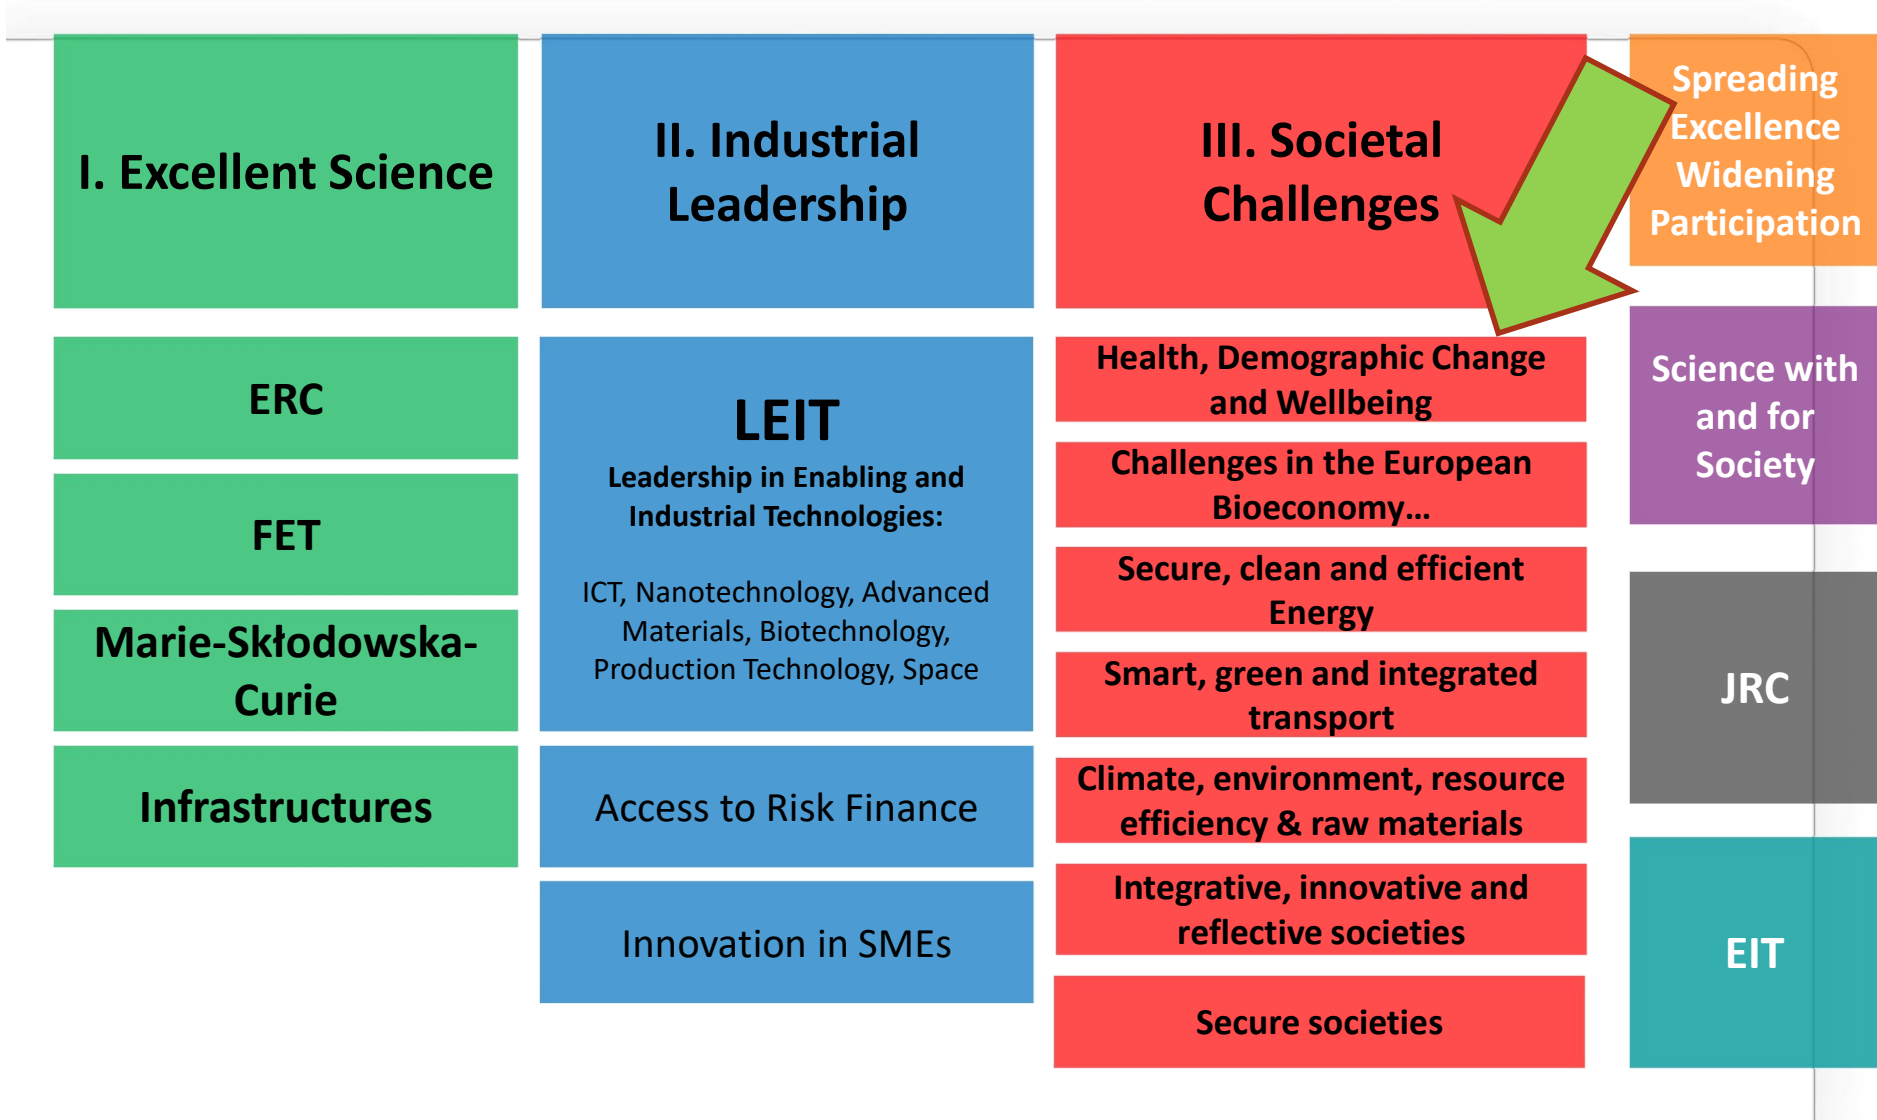 I. Excellent Science
ERC
FET
Marie-Skłodowska-
Curie
Infrastructures
II. Industrial
Leadership
LEIT
Leadership in Enabling and
Industrial Technologies:
ICT, Nanotechnology, Advanced
Materials, Biotechnology,
Production Technology, Space
Access to Risk Finance
Innovation in SMEs
III. Societal
Challenges
Health, Demographic Change
and Wellbeing
Challenges in the European
Bioeconomy…
Secure, clean and efficient
Energy
Smart, green and integrated
transport
Climate, environment, resource
efficiency & raw materials
Integrative, innovative and
reflective societies
Secure societies
Spreading
Excellence
Widening
Participation
Science with
and for
Society
JRC
EIT